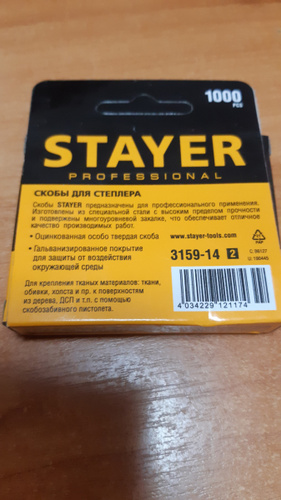 1000
PCS
STAYER
PROFESSIONAL
СКОБЫ ДЛЯ СТЕПЛЕРА
Скобы STAYER предназначены для профессионального применения.
Изготовлены из специальной стали с высоким пределом прочности
и подвержены многоуровневой закалке, что обеспечивает отличное
качество производимых работ.
• Оцинкованная особо твердая скоба
• Гальванизированное покрытие
для защиты от воздействия
окружающей среды
Для крепления тканых материалов: ткани,
обивки, холста и пр. к поверхностям
из дерева, ДСП и т.п. с помощью
скобозабивного пистолета.
www.stayer-tools.com
3159-14 2
PAP
4 034229 121174